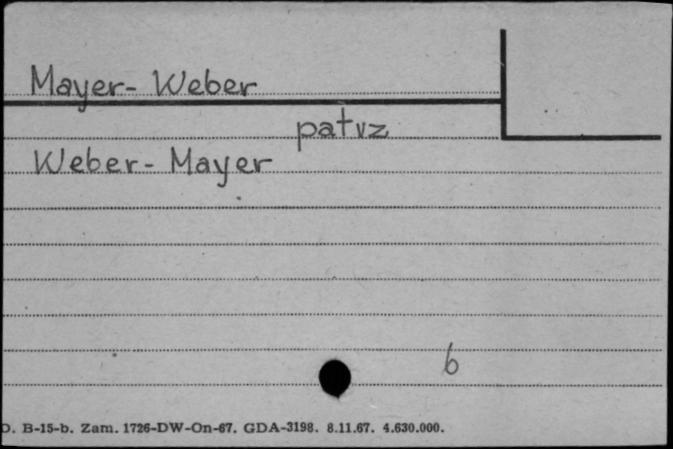 Mayer- Weber
patrz
Weber- Mayer
6
D. B-15-b. Zam. 1726-DW-On-67. GDA-3198. 8.11.67. 4.630.000.